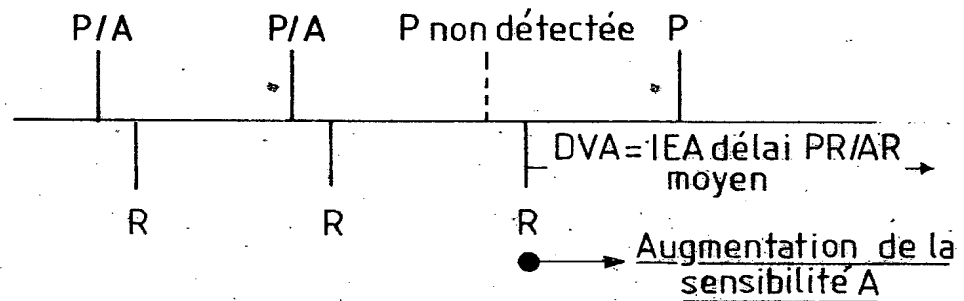 P/A P/A P non détectée P
DVA=IEA délai PR/AR
moyen
R R R
Augmentation de la
sensibilité A